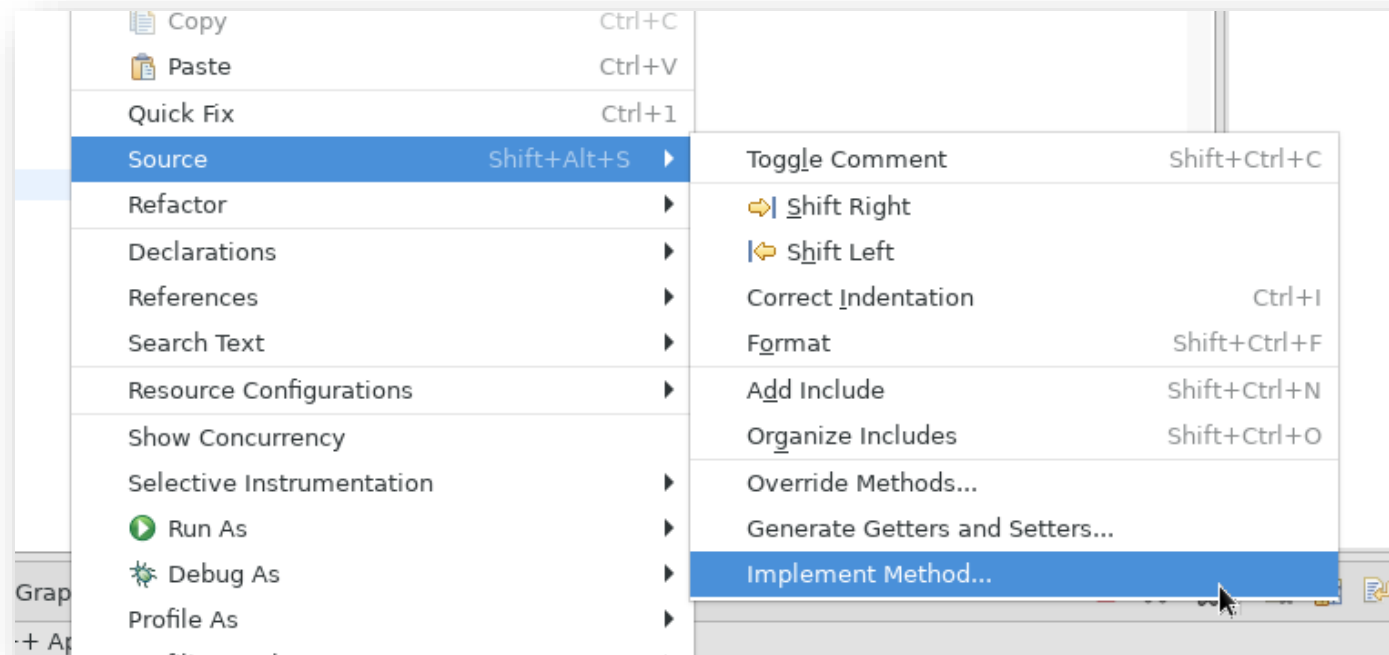 Copy Ctrl+C
Paste Ctrl+V
Quick Fix Ctrl+1
Source Shift+Alt+S
Refactor
Declarations
References
Search Text
Resource Configurations
Show Concurrency
Selective Instrumentation
Run As
Debug As
Profile As
Toggle Comment Shift+Ctrl+C
Shift Right
Shift Left
Correct Indentation Ctrl+I
Format Shift+Ctrl+F
Add Include Shift+Ctrl+N
Organize Includes Shift+Ctrl+O
Override Methods...
Generate Getters and Setters...
Implement Method...
Grap